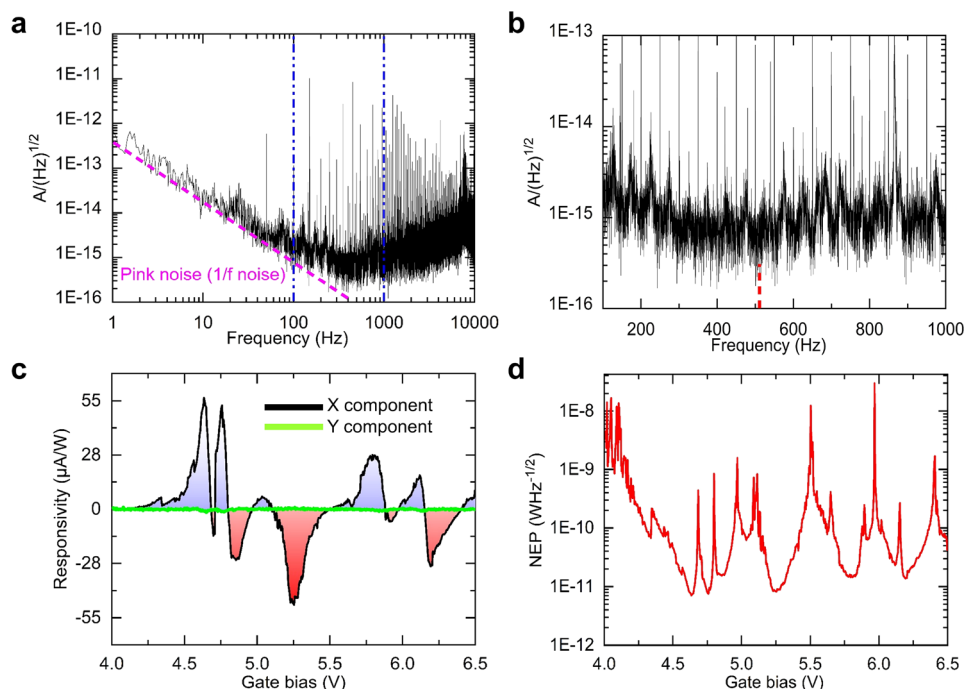 a
1E-10
1E-11
1E-12
1E-13
1E-14
1E-15
1E-16
A/(Hz)^1/2
Pink noise (1/f noise)
1 10 100 1000 10000
Frequency (Hz)
b
1E-13
1E-14
1E-15
1E-16
A/(Hz)^1/2
200 400 600 800 1000
Frequency (Hz)
c
55
28
0
-28
-55
Responsivity (µA/W)
X component
Y component
4.0 4.5 5.0 5.5 6.0 6.5
Gate bias (V)
d
1E-8
1E-9
1E-10
1E-11
1E-12
NEP (WHz^-1/2)
4.0 4.5 5.0 5.5 6.0 6.5
Gate bias (V)